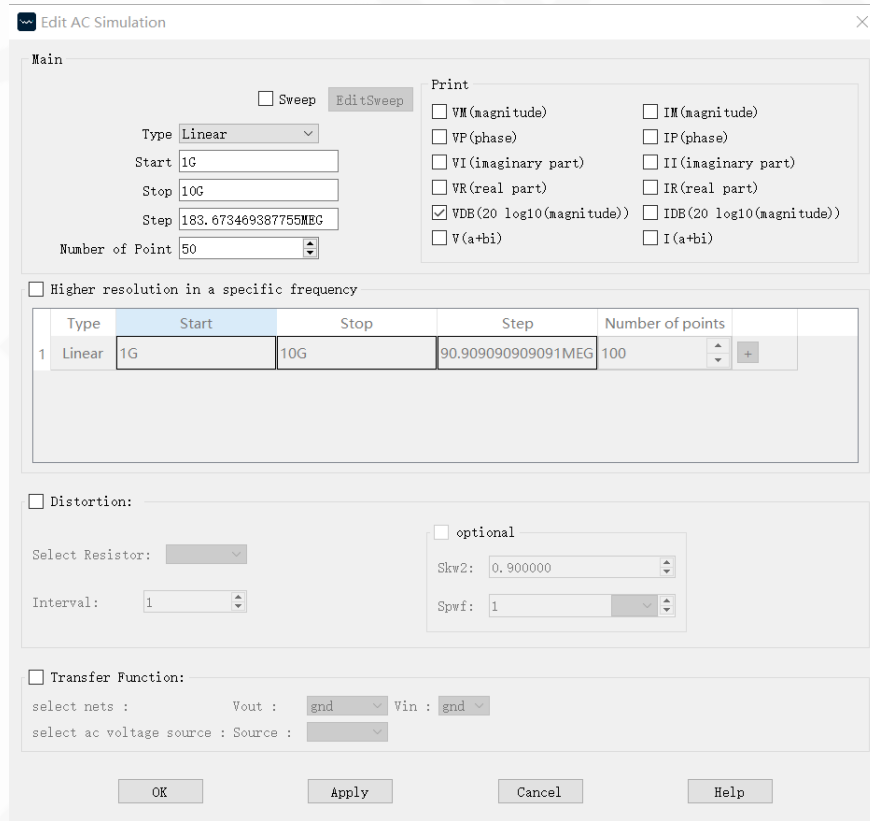 Edit AC Simulation
Main
Sweep EditSweep
Type Linear
Start 1G
Stop 10G
Step 183.673469387755MEG
Number of Point 50
Print
VM(magnitude) IM(magnitude)
VP(phase) IP(phase)
VI(imaginary part) II(imaginary part)
VR(real part) IR(real part)
VDB(20 log10(magnitude)) IDB(20 log10(magnitude))
V(a+bi) I(a+bi)
Higher resolution in a specific frequency
Type Start Stop Step Number of points
1 Linear 1G 10G 90.909090909091MEG 100 +
Distortion:
Select Resistor:
Interval: 1
optional
Skw2: 0.900000
Spwf: 1
Transfer Function:
select nets : Vout : gnd Vin : gnd
select ac voltage source : Source :
OK Apply Cancel Help